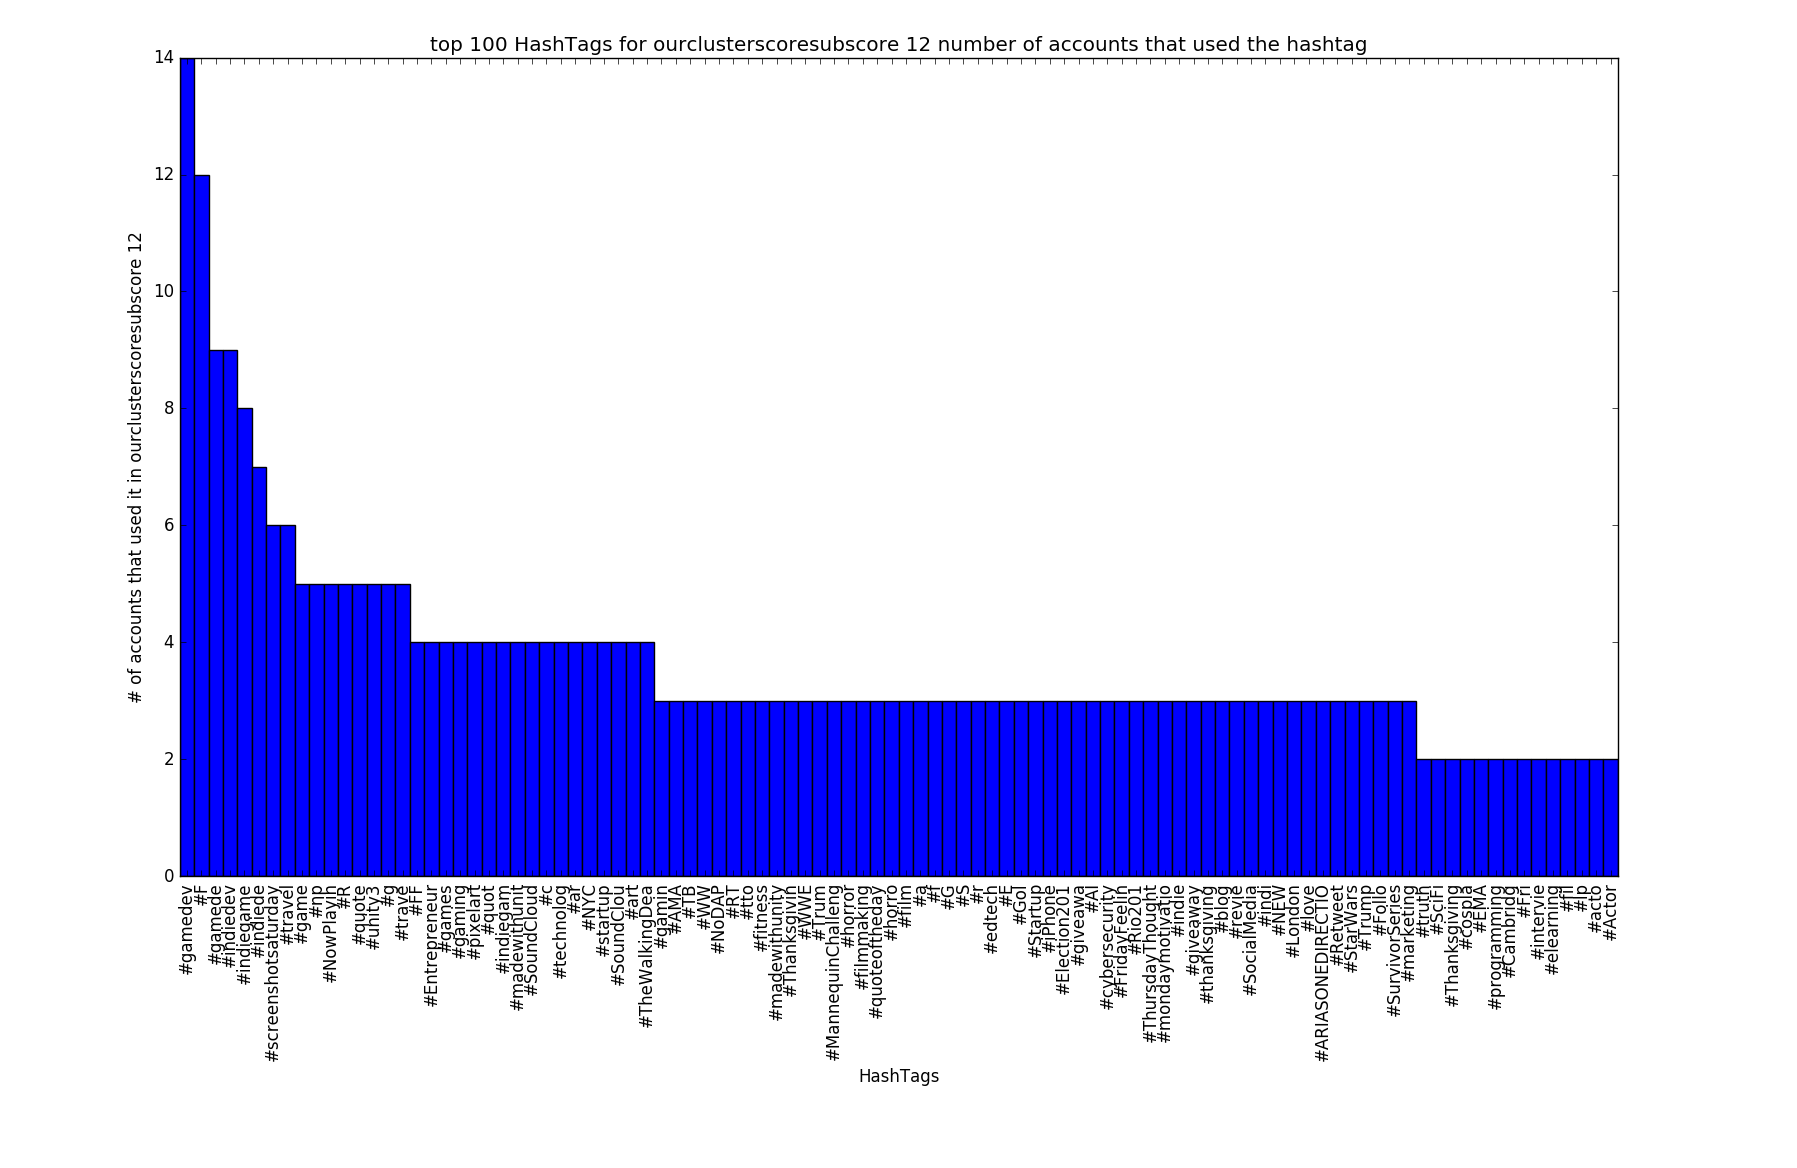 top 100 HashTags for ourclusterscoresubscore 12 number of accounts that used the hashtag
# of accounts that used it in ourclusterscoresubscore 12
14
12
10
8
6
4
2
0
#gamedev
#F
#gamede
#indiedev
#indiegame
#indiede
#screenshotsaturday
#travel
#game
#np
#NowPlayin
#R
#quote
#unity3
#g
#trave
#FF
#Entrepreneur
#games
#gaming
#pixelart
#quot
#indiegam
#madewithunit
#SoundCloud
#c
#technolog
#ar
#NYC
#startup
#SoundClou
#art
#TheWalkingDea
#gamin
#AMA
#TB
#WW
#NoDAP
#RT
#tto
#fitness
#madewithunity
#Thanksgivin
#WWE
#Trum
#MannequinChalleng
#horror
#filmmaking
#quoteoftheday
#horro
#film
#a
#f
#G
#S
#r
#edtech
#E
#Gol
#Startup
#iPhone
#Election201
#giveawa
#AI
#cybersecurity
#FridayFeelin
#Rio201
#ThursdayThought
#mondaymotivatio
#indie
#giveaway
#thanksgiving
#blog
#revie
#SocialMedia
#indi
#NEW
#London
#love
#ARIASONEDIRECTIO
#Retweet
#StarWars
#Trump
#Follo
#SurvivorSeries
#marketing
#truth
#SciFi
#Thanksgiving
#cospla
#EMA
#programming
#Cambridg
#Fri
#intervie
#elearning
#fil
#lp
#acto
#Actor
HashTags